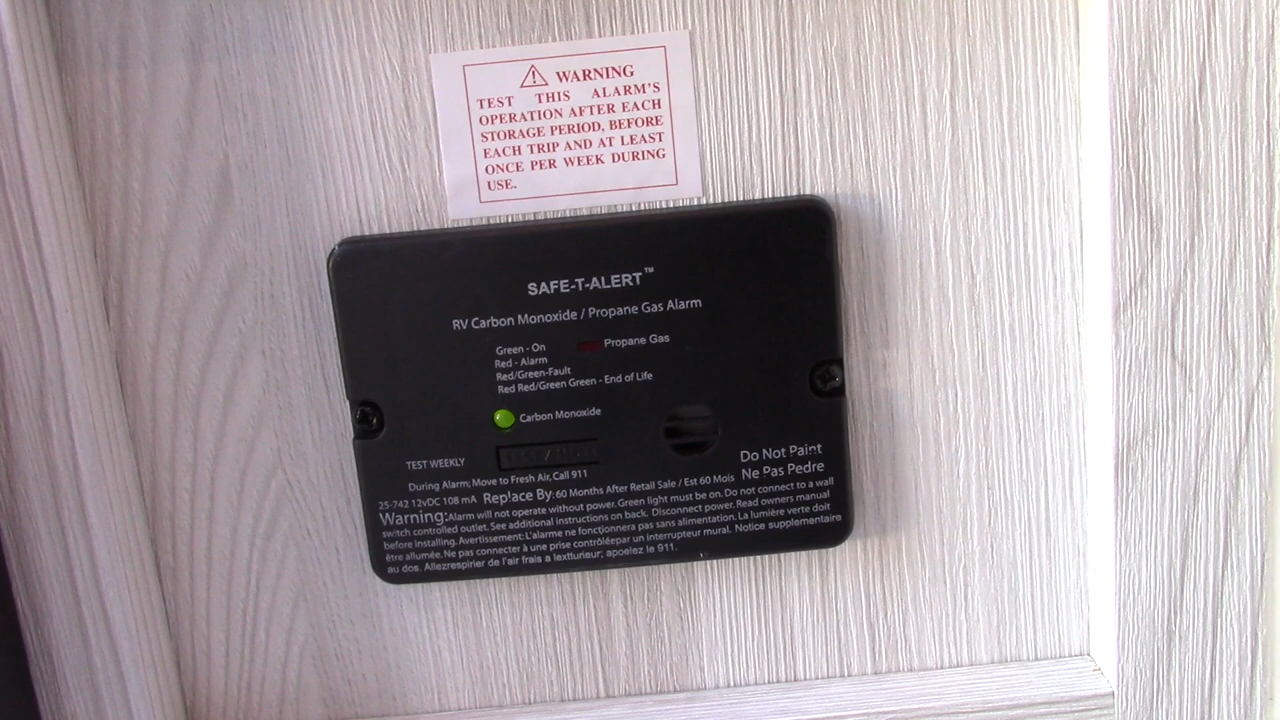 WARNING
TEST THIS ALARM'S
OPERATION AFTER EACH
STORAGE PERIOD, BEFORE
EACH TRIP AND AT LEAST
ONCE PER WEEK DURING
USE.
SAFE-T-ALERT™
RV Carbon Monoxide / Propane Gas Alarm
Green - On
Propane Gas
Red - Alarm
Red/Green-Fault
Red Red/Green Green - End of Life
Carbon Monoxide
TEST WEEKLY
During Alarm; Move to Fresh Air, Call 911
Do Not Paint
Ne Pas Pedre
25-742 12vDC 108 mA Replace By: 60 Months After Retail Sale / Est 60 Mois
Warning: Alarm will not operate without power. Green light must be on. Do not connect to a wall
switch controlled outlet. See additional instructions on back. Disconnect power. Read owners manual
before installing. Avertissement: L'alarme ne fonctionnera pas sans alimentation. La lumière verte doit
être allumée. Ne pas connecter à une prise contrôléepar un interrupteur mural. Notice supplementaire
au dos. Allezrespirier de l'air frais a lextturieur; apoelez le 911.